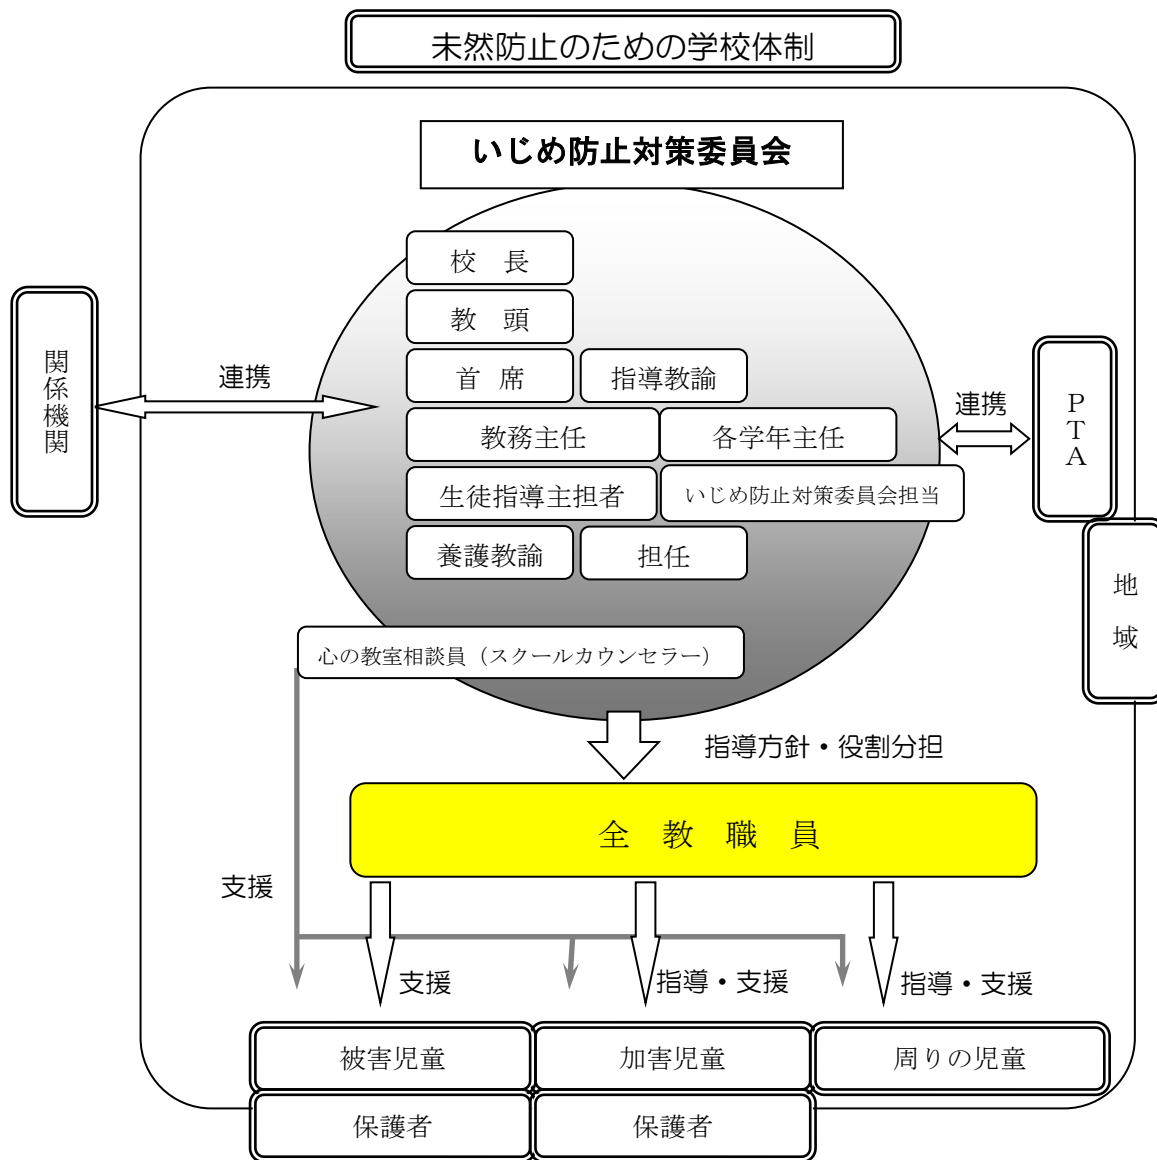 未然防止のための学校体制
いじめ防止対策委員会
校　長
教　頭
首 席
指導教諭
教務主任
各学年主任
生徒指導主担者
いじめ防止対策委員会担当
養護教諭
担任
心の教室相談員（スクールカウンセラー）
関係機関
連携
連携
PTA
地域
指導方針・役割分担
全　教　職　員
支援
支援
指導・支援
指導・支援
被害児童
加害児童
周りの児童
保護者
保護者